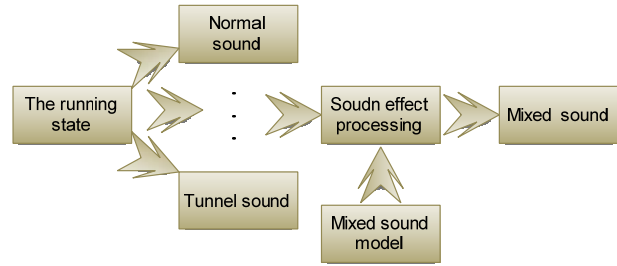 Normal
sound
The running
state
Soudn effect
processing
Mixed sound
Tunnel sound
Mixed sound
model